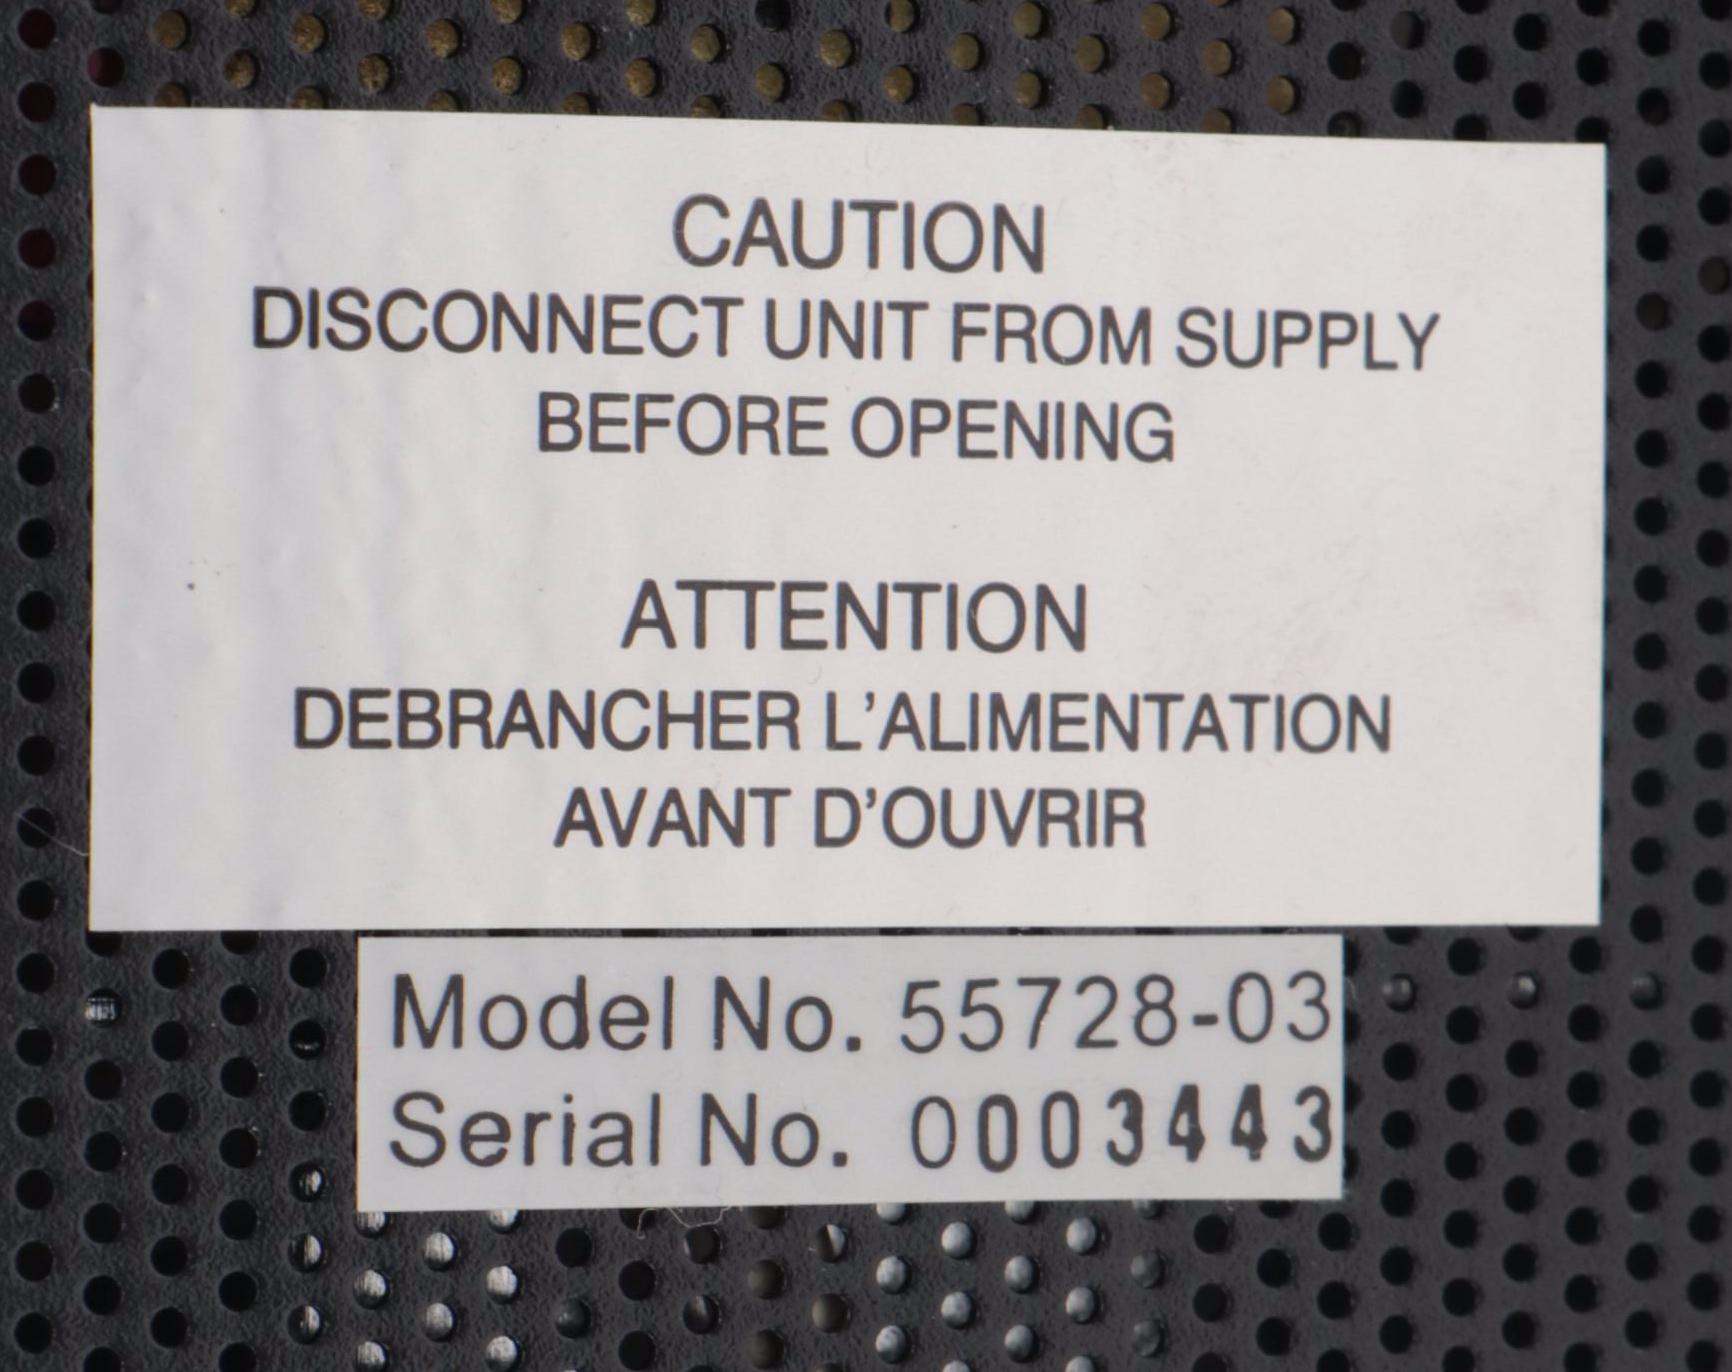 CAUTION
DISCONNECT UNIT FROM SUPPLY
BEFORE OPENING
ATTENTION
DEBRANCHER L'ALIMENTATION
AVANT D'OUVRIR
Model No. 55728-03
Serial No. 0003443